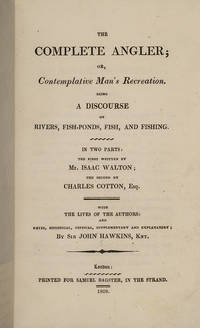 THE
COMPLETE ANGLER;
OR,
Contemplative Man's Recreation.
BEING
A DISCOURSE
ON
RIVERS, FISH-PONDS, FISH, AND FISHING.
IN TWO PARTS:
THE FIRST WRITTEN BY
MR. ISAAC WALTON;
THE SECOND BY
CHARLES COTTON, ESQ.
WITH
THE LIVES OF THE AUTHORS:
AND
NOTES, HISTORICAL, CRITICAL, SUPPLEMENTARY AND EXPLANATORY;
BY SIR JOHN HAWKINS, KNT.
London:
PRINTED FOR SAMUEL BAGSTER, IN THE STRAND.
1808.